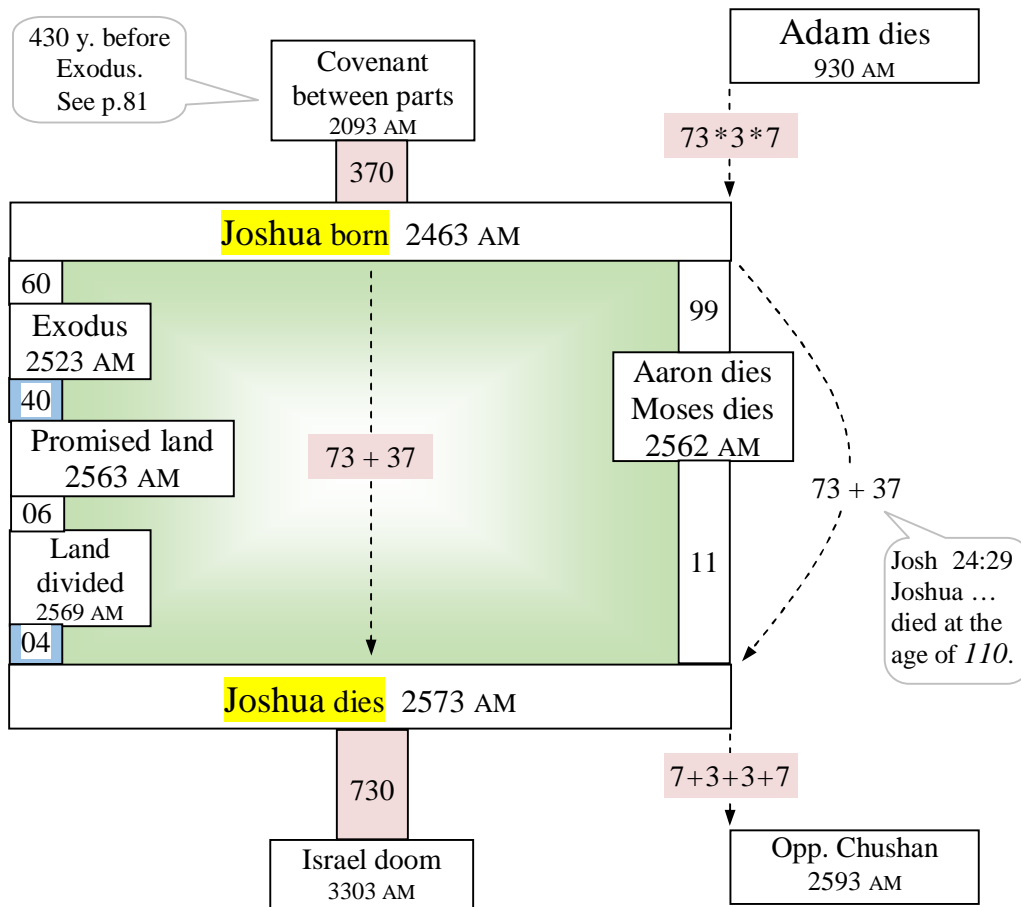 430 y. before
Exodus.
See p.81
Covenant
between parts
2093 AM
Adam dies
930 AM
370
73*3*7
Joshua born 2463 AM
60
Exodus
2523 AM
40
Promised land
2563 AM
06
Land
divided
2569 AM
04
73 + 37
99
Aaron dies
Moses dies
2562 AM
11
73 + 37
Josh 24:29
Joshua …
died at the
age of 110.
Joshua dies 2573 AM
730
7+3+3+7
Israel doom
3303 AM
Opp. Chushan
2593 AM